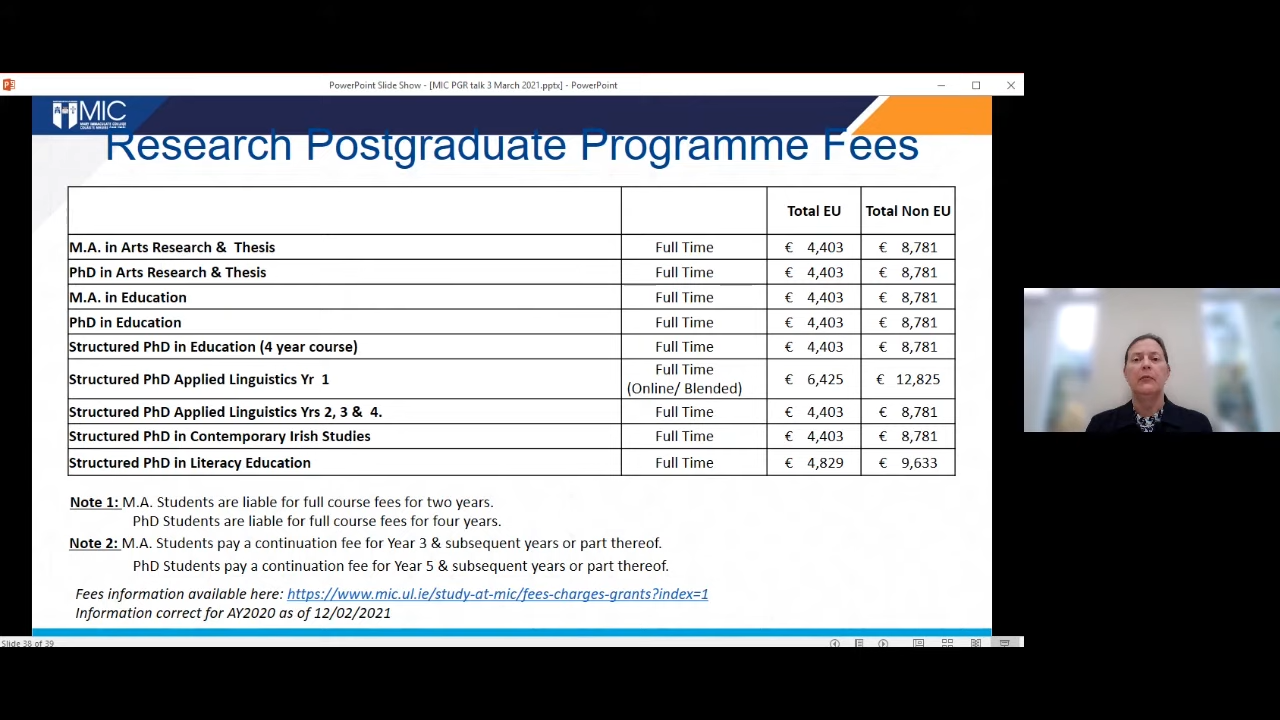 PowerPoint Slide Show - [MIC PGR talk 3 March 2021.pptx] - PowerPoint
MIC
Research Postgraduate Programme Fees
Total EU Total Non EU
M.A. in Arts Research & Thesis Full Time € 4,403 € 8,781
PhD in Arts Research & Thesis Full Time € 4,403 € 8,781
M.A. in Education Full Time € 4,403 € 8,781
PhD in Education Full Time € 4,403 € 8,781
Structured PhD in Education (4 year course) Full Time € 4,403 € 8,781
Structured PhD Applied Linguistics Yr 1 Full Time (Online/ Blended) € 6,425 € 12,825
Structured PhD Applied Linguistics Yrs 2, 3 & 4. Full Time € 4,403 € 8,781
Structured PhD in Contemporary Irish Studies Full Time € 4,403 € 8,781
Structured PhD in Literacy Education Full Time € 4,829 € 9,633
Note 1: M.A. Students are liable for full course fees for two years.
PhD Students are liable for full course fees for four years.
Note 2: M.A. Students pay a continuation fee for Year 3 & subsequent years or part thereof.
PhD Students pay a continuation fee for Year 5 & subsequent years or part thereof.
Fees information available here: https://www.mic.ul.ie/study-at-mic/fees-charges-grants?index=1
Information correct for AY2020 as of 12/02/2021
Slide 38 of 39